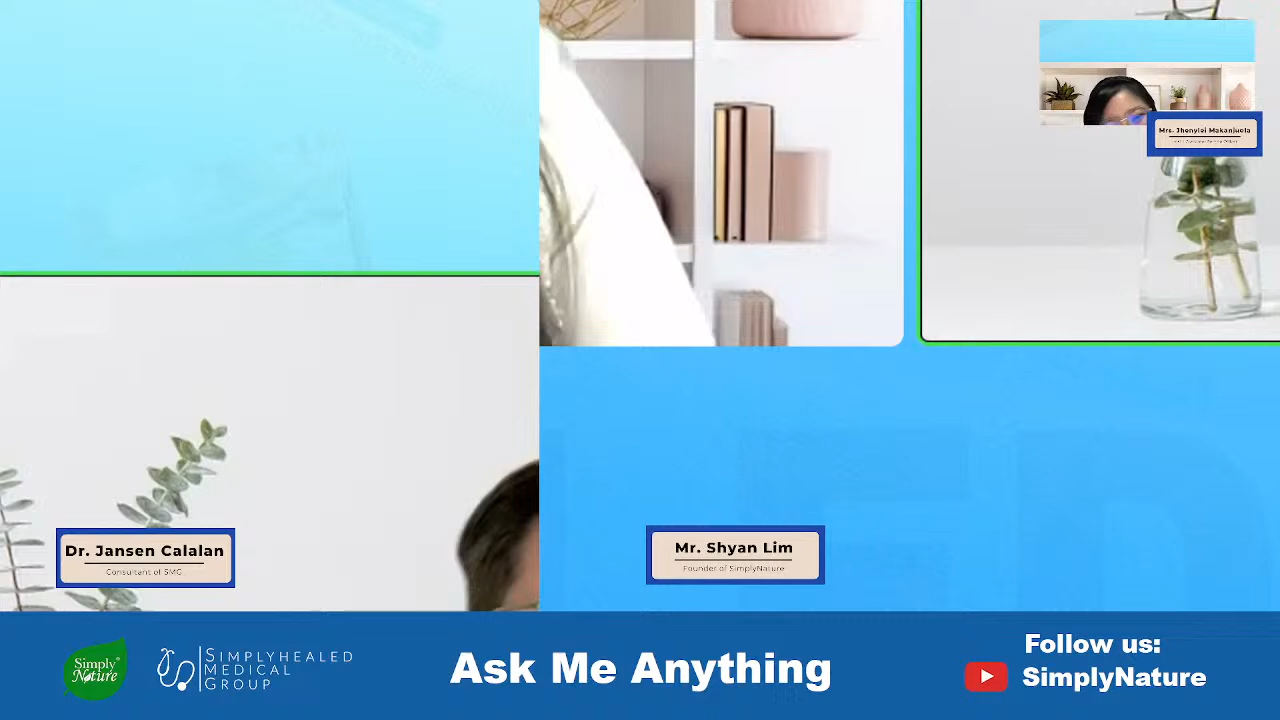 Mrs. Jhenylei Makanjuola
Dr. Jansen Calalan
Consultant of SMG
Mr. Shyan Lim
Founder of SimplyNature
Simply
Nature
SIMPLYHEALED
MEDICAL
GROUP
Ask Me Anything
Follow us:
SimplyNature